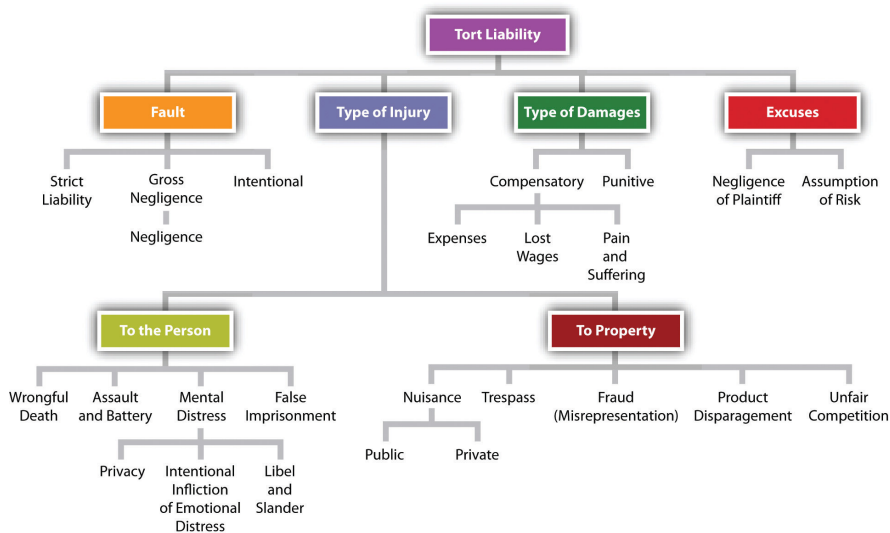 Tort Liability
Fault
Type of Injury
Type of Damages
Excuses
Strict
Liability
Gross
Negligence
Intentional
Negligence
Compensatory
Punitive
Expenses
Lost
Wages
Pain
and
Suffering
Negligence
of Plaintiff
Assumption
of Risk
To the Person
To Property
Wrongful
Death
Assault
and Battery
Mental
Distress
False
Imprisonment
Privacy
Intentional
Infliction
of Emotional
Distress
Libel
and
Slander
Nuisance
Trespass
Fraud
(Misrepresentation)
Product
Disparagement
Unfair
Competition
Public
Private